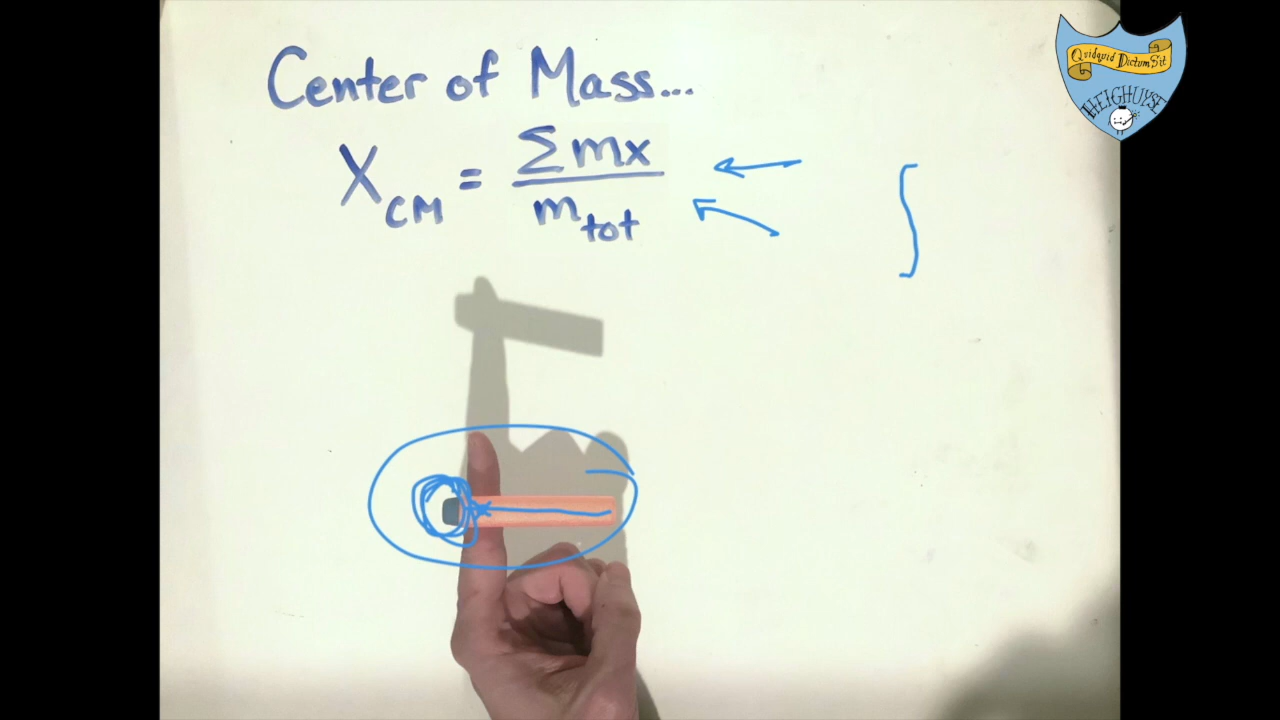 Center of Mass...
X_CM = Σmx / m_tot
Quidquid Dictum Sit
HEIGHUYSE